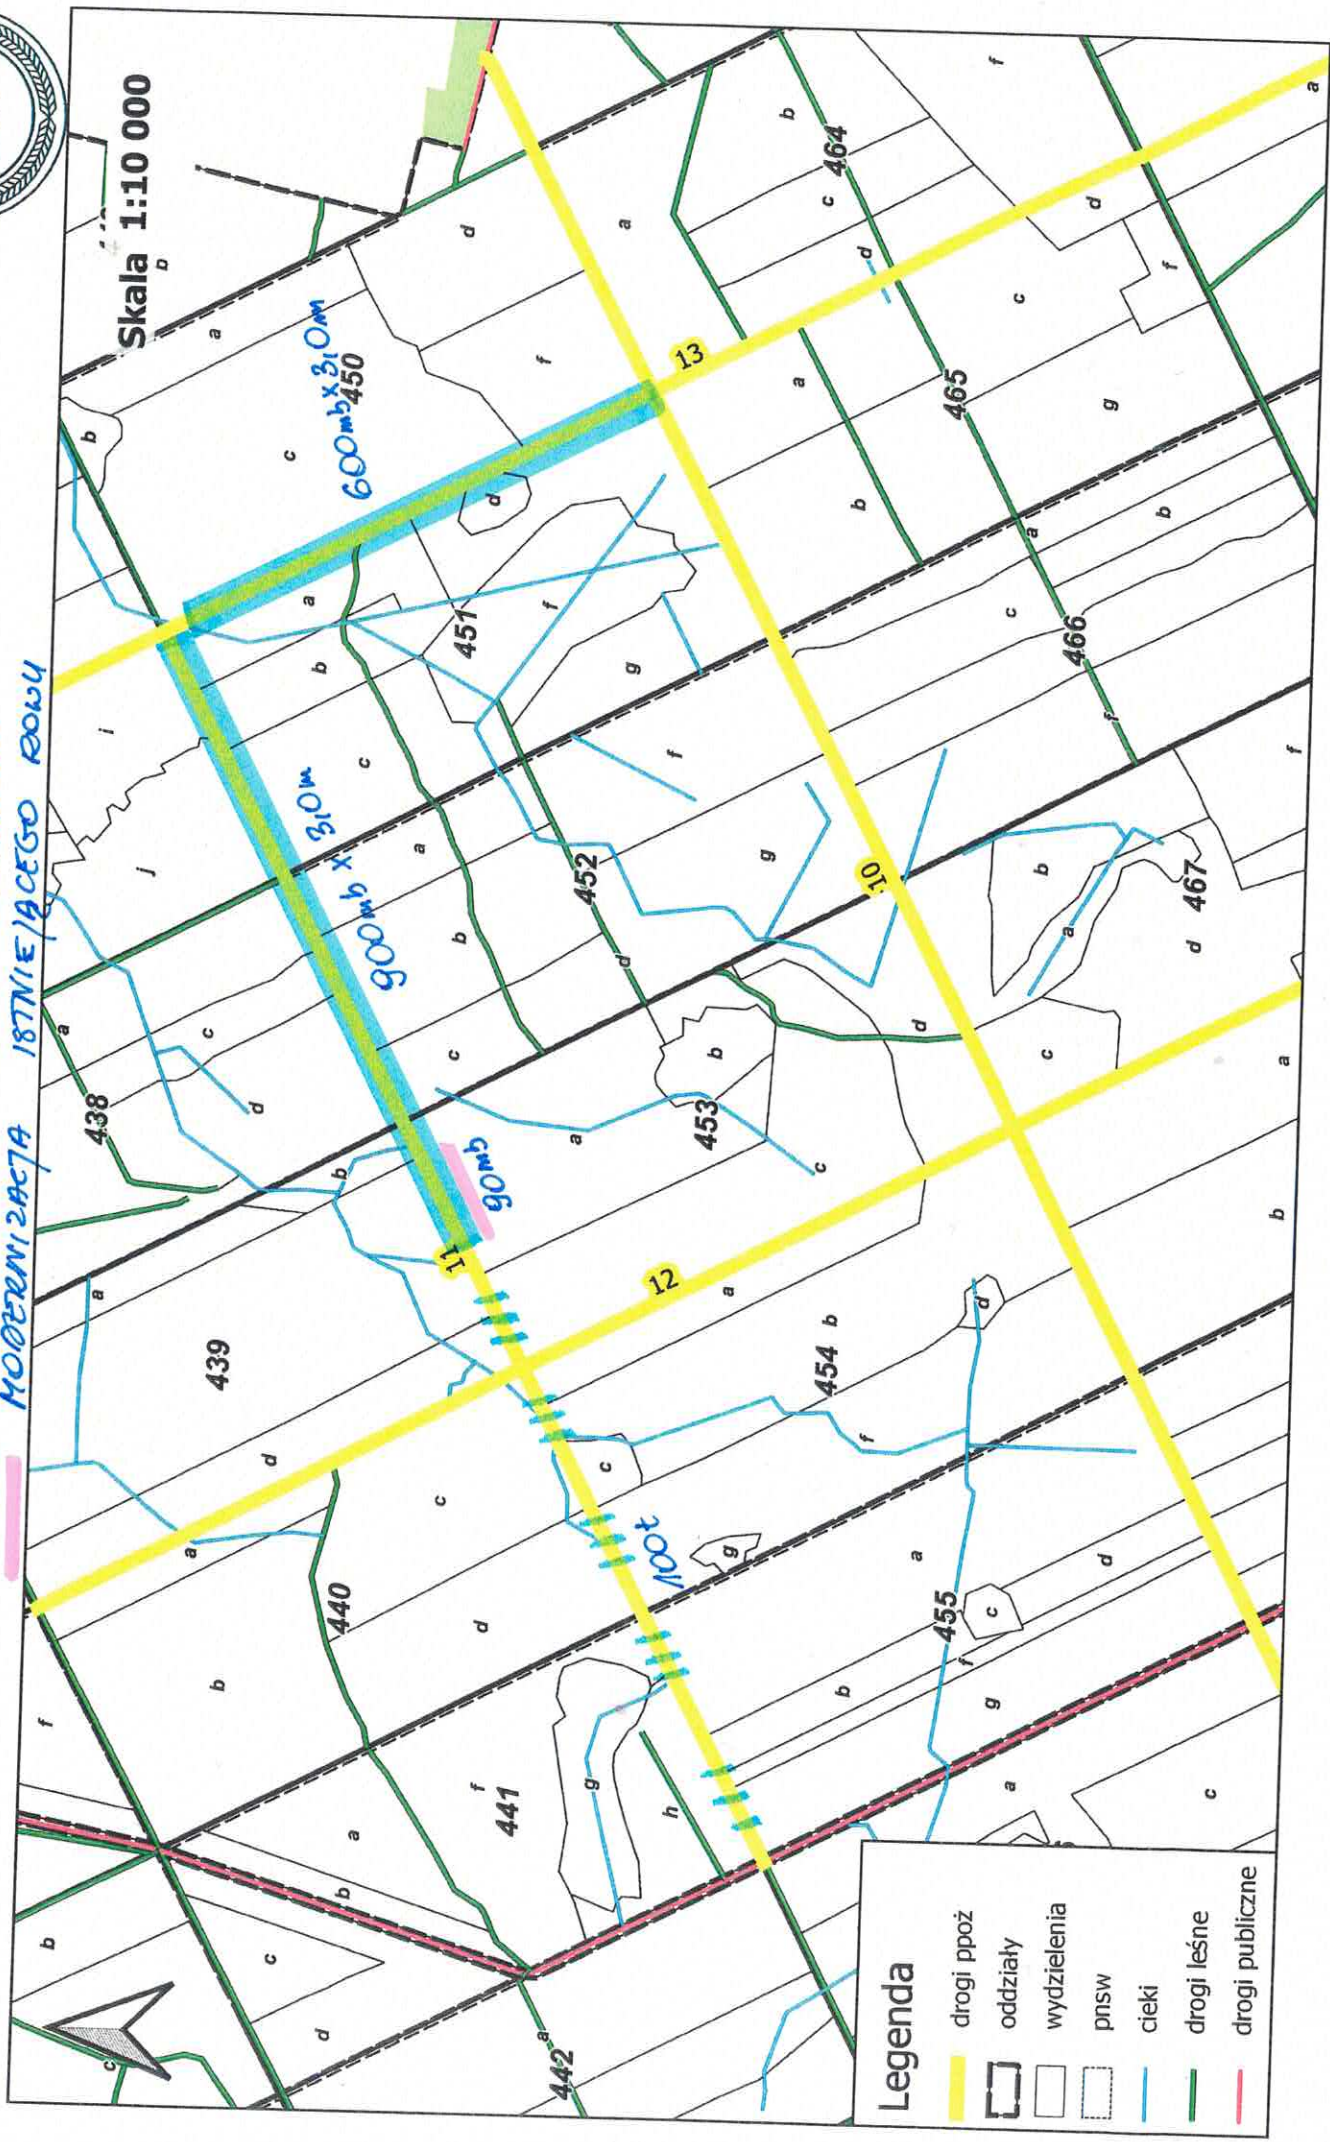 MODERNIZACJA ISTNIEJĄCEGO ROWU
Skala 1:10 000
600mb x 3,0m
900mb x 3,0m
90mb
100t
438
439
440
441
442
450
451
452
453
454
455
464
465
466
467
10
11
12
13
Legenda
drogi ppoż
oddziały
wydzielenia
pnsw
cieki
drogi leśne
drogi publiczne